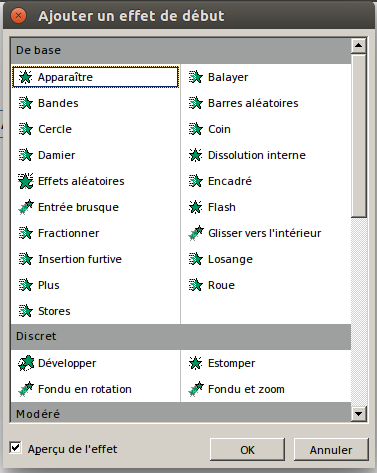 Ajouter un effet de début
De base
Apparaître Balayer
Bandes Barres aléatoires
Cercle Coin
Damier Dissolution interne
Effets aléatoires Encadré
Entrée brusque Flash
Fractionner Glisser vers l'intérieur
Insertion furtive Losange
Plus Roue
Stores
Discret
Développer Estomper
Fondu en rotation Fondu et zoom
Modéré
Aperçu de l'effet OK Annuler